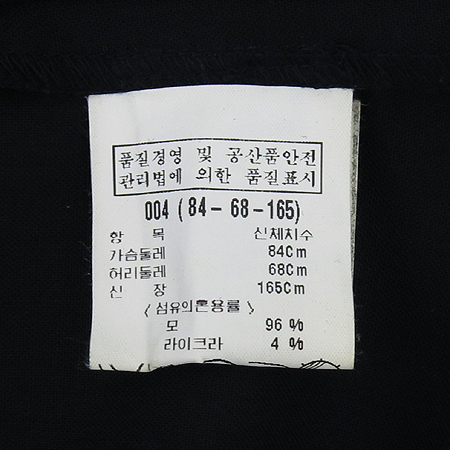 품질경영 및 공산품안전
관리법에 의한 품질표시
004 (84-68-165)
항 목 신체치수
가슴둘레 84Cm
허리둘레 68Cm
신 장 165Cm
〈섬유의혼용률〉
모 96 %
라이크라 4 %